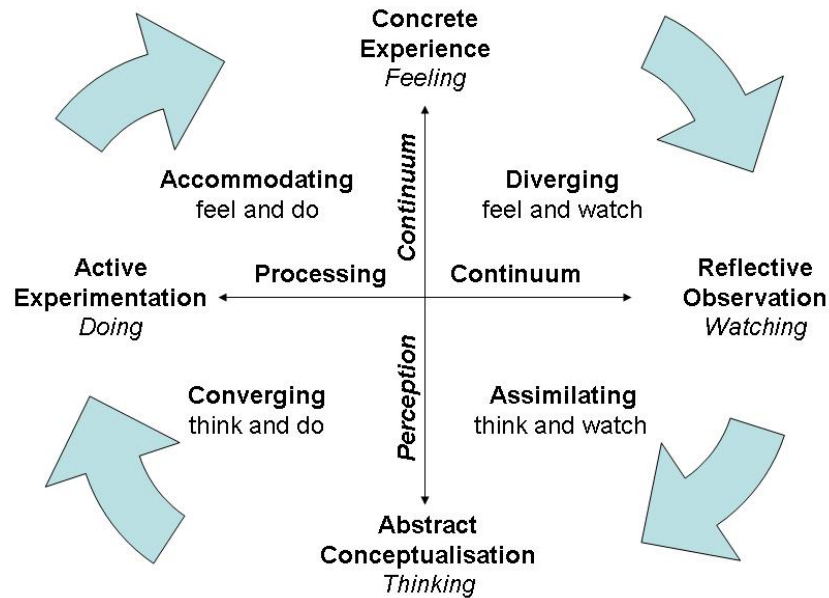 Concrete
Experience
Feeling
Continuum
Accommodating
feel and do
Diverging
feel and watch
Active
Experimentation
Doing
Processing
Continuum
Reflective
Observation
Watching
Perception
Converging
think and do
Assimilating
think and watch
Abstract
Conceptualisation
Thinking